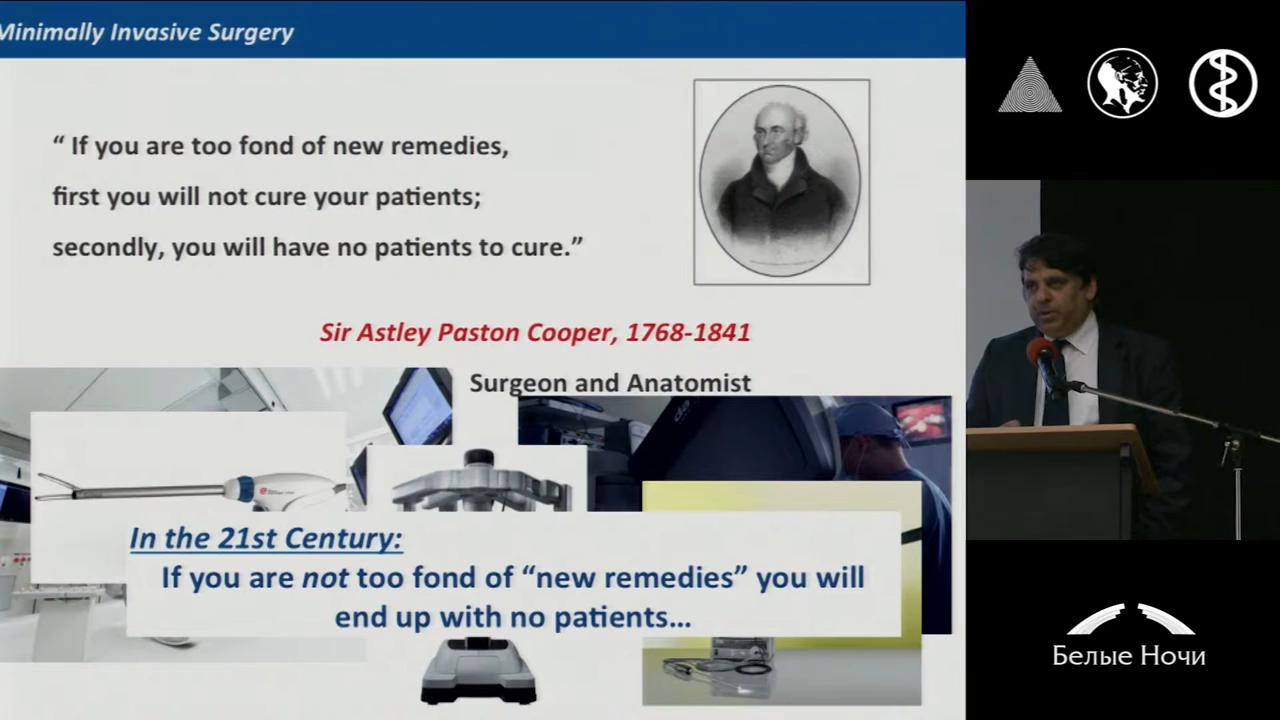 Minimally Invasive Surgery
“ If you are too fond of new remedies,
first you will not cure your patients;
secondly, you will have no patients to cure.”
Sir Astley Paston Cooper, 1768-1841
Surgeon and Anatomist
In the 21st Century:
If you are not too fond of “new remedies” you will
end up with no patients...
Белые Ночи